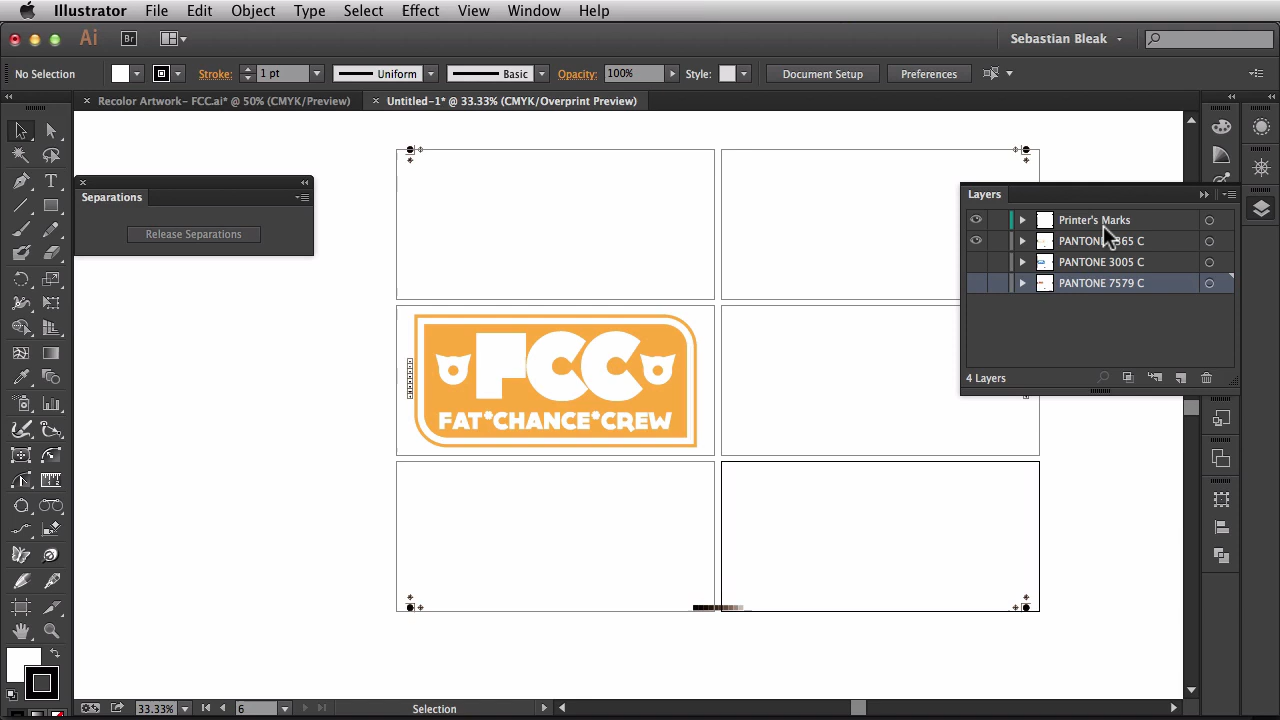 Illustrator File Edit Object Type Select Effect View Window Help
Ai Br Sebastian Bleak
No Selection Stroke: 1 pt Uniform Basic Opacity: 100% Style: Document Setup Preferences
× Recolor Artwork- FCC.ai* @ 50% (CMYK/Preview) × Untitled-1* @ 33.33% (CMYK/Overprint Preview)
Separations
Release Separations
Layers
Printer's Marks
PANTONE 365 C
PANTONE 3005 C
PANTONE 7579 C
4 Layers
FCC
FAT*CHANCE*CREW
33.33% 6 Selection